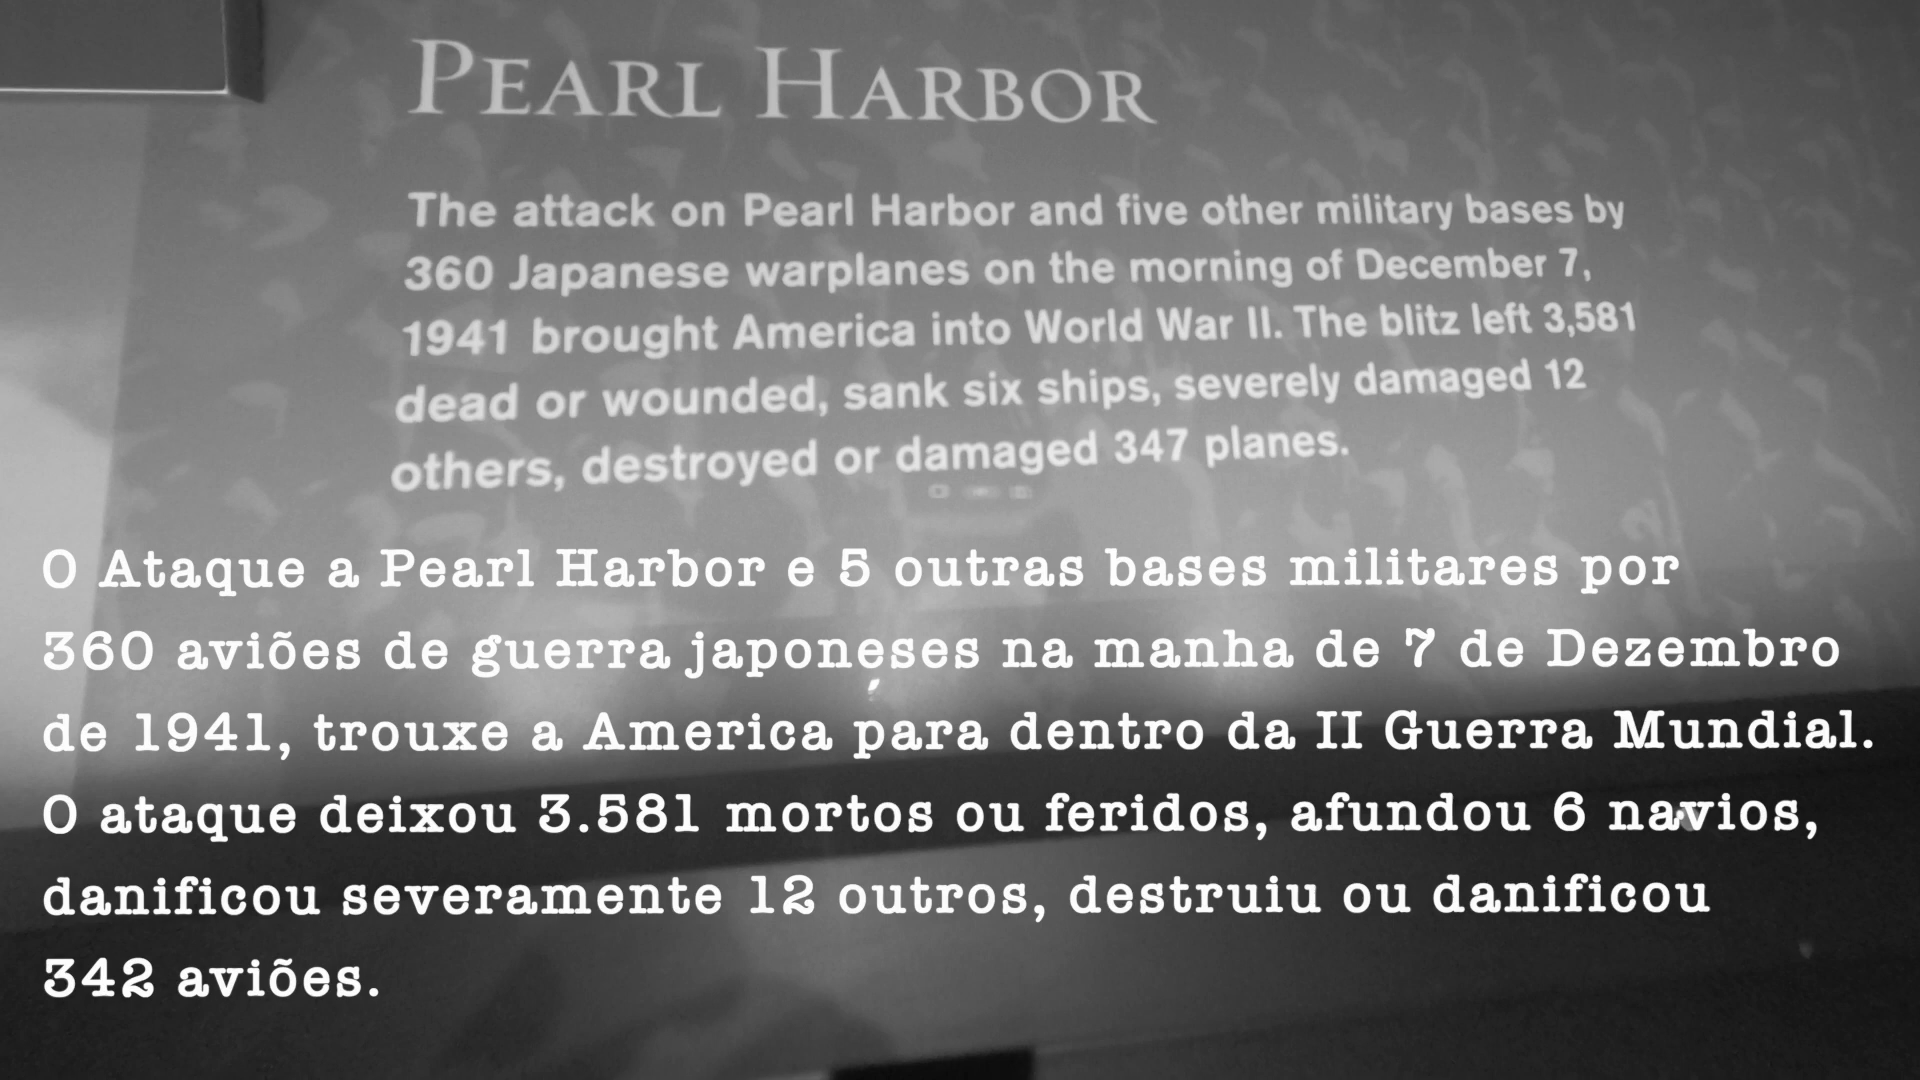 PEARL HARBOR
The attack on Pearl Harbor and five other military bases by
360 Japanese warplanes on the morning of December 7,
1941 brought America into World War II. The blitz left 3,581
dead or wounded, sank six ships, severely damaged 12
others, destroyed or damaged 347 planes.
O Ataque a Pearl Harbor e 5 outras bases militares por
360 aviões de guerra japoneses na manha de 7 de Dezembro
de 1941, trouxe a America para dentro da II Guerra Mundial.
O ataque deixou 3.581 mortos ou feridos, afundou 6 navios,
danificou severamente 12 outros, destruiu ou danificou
342 aviões.